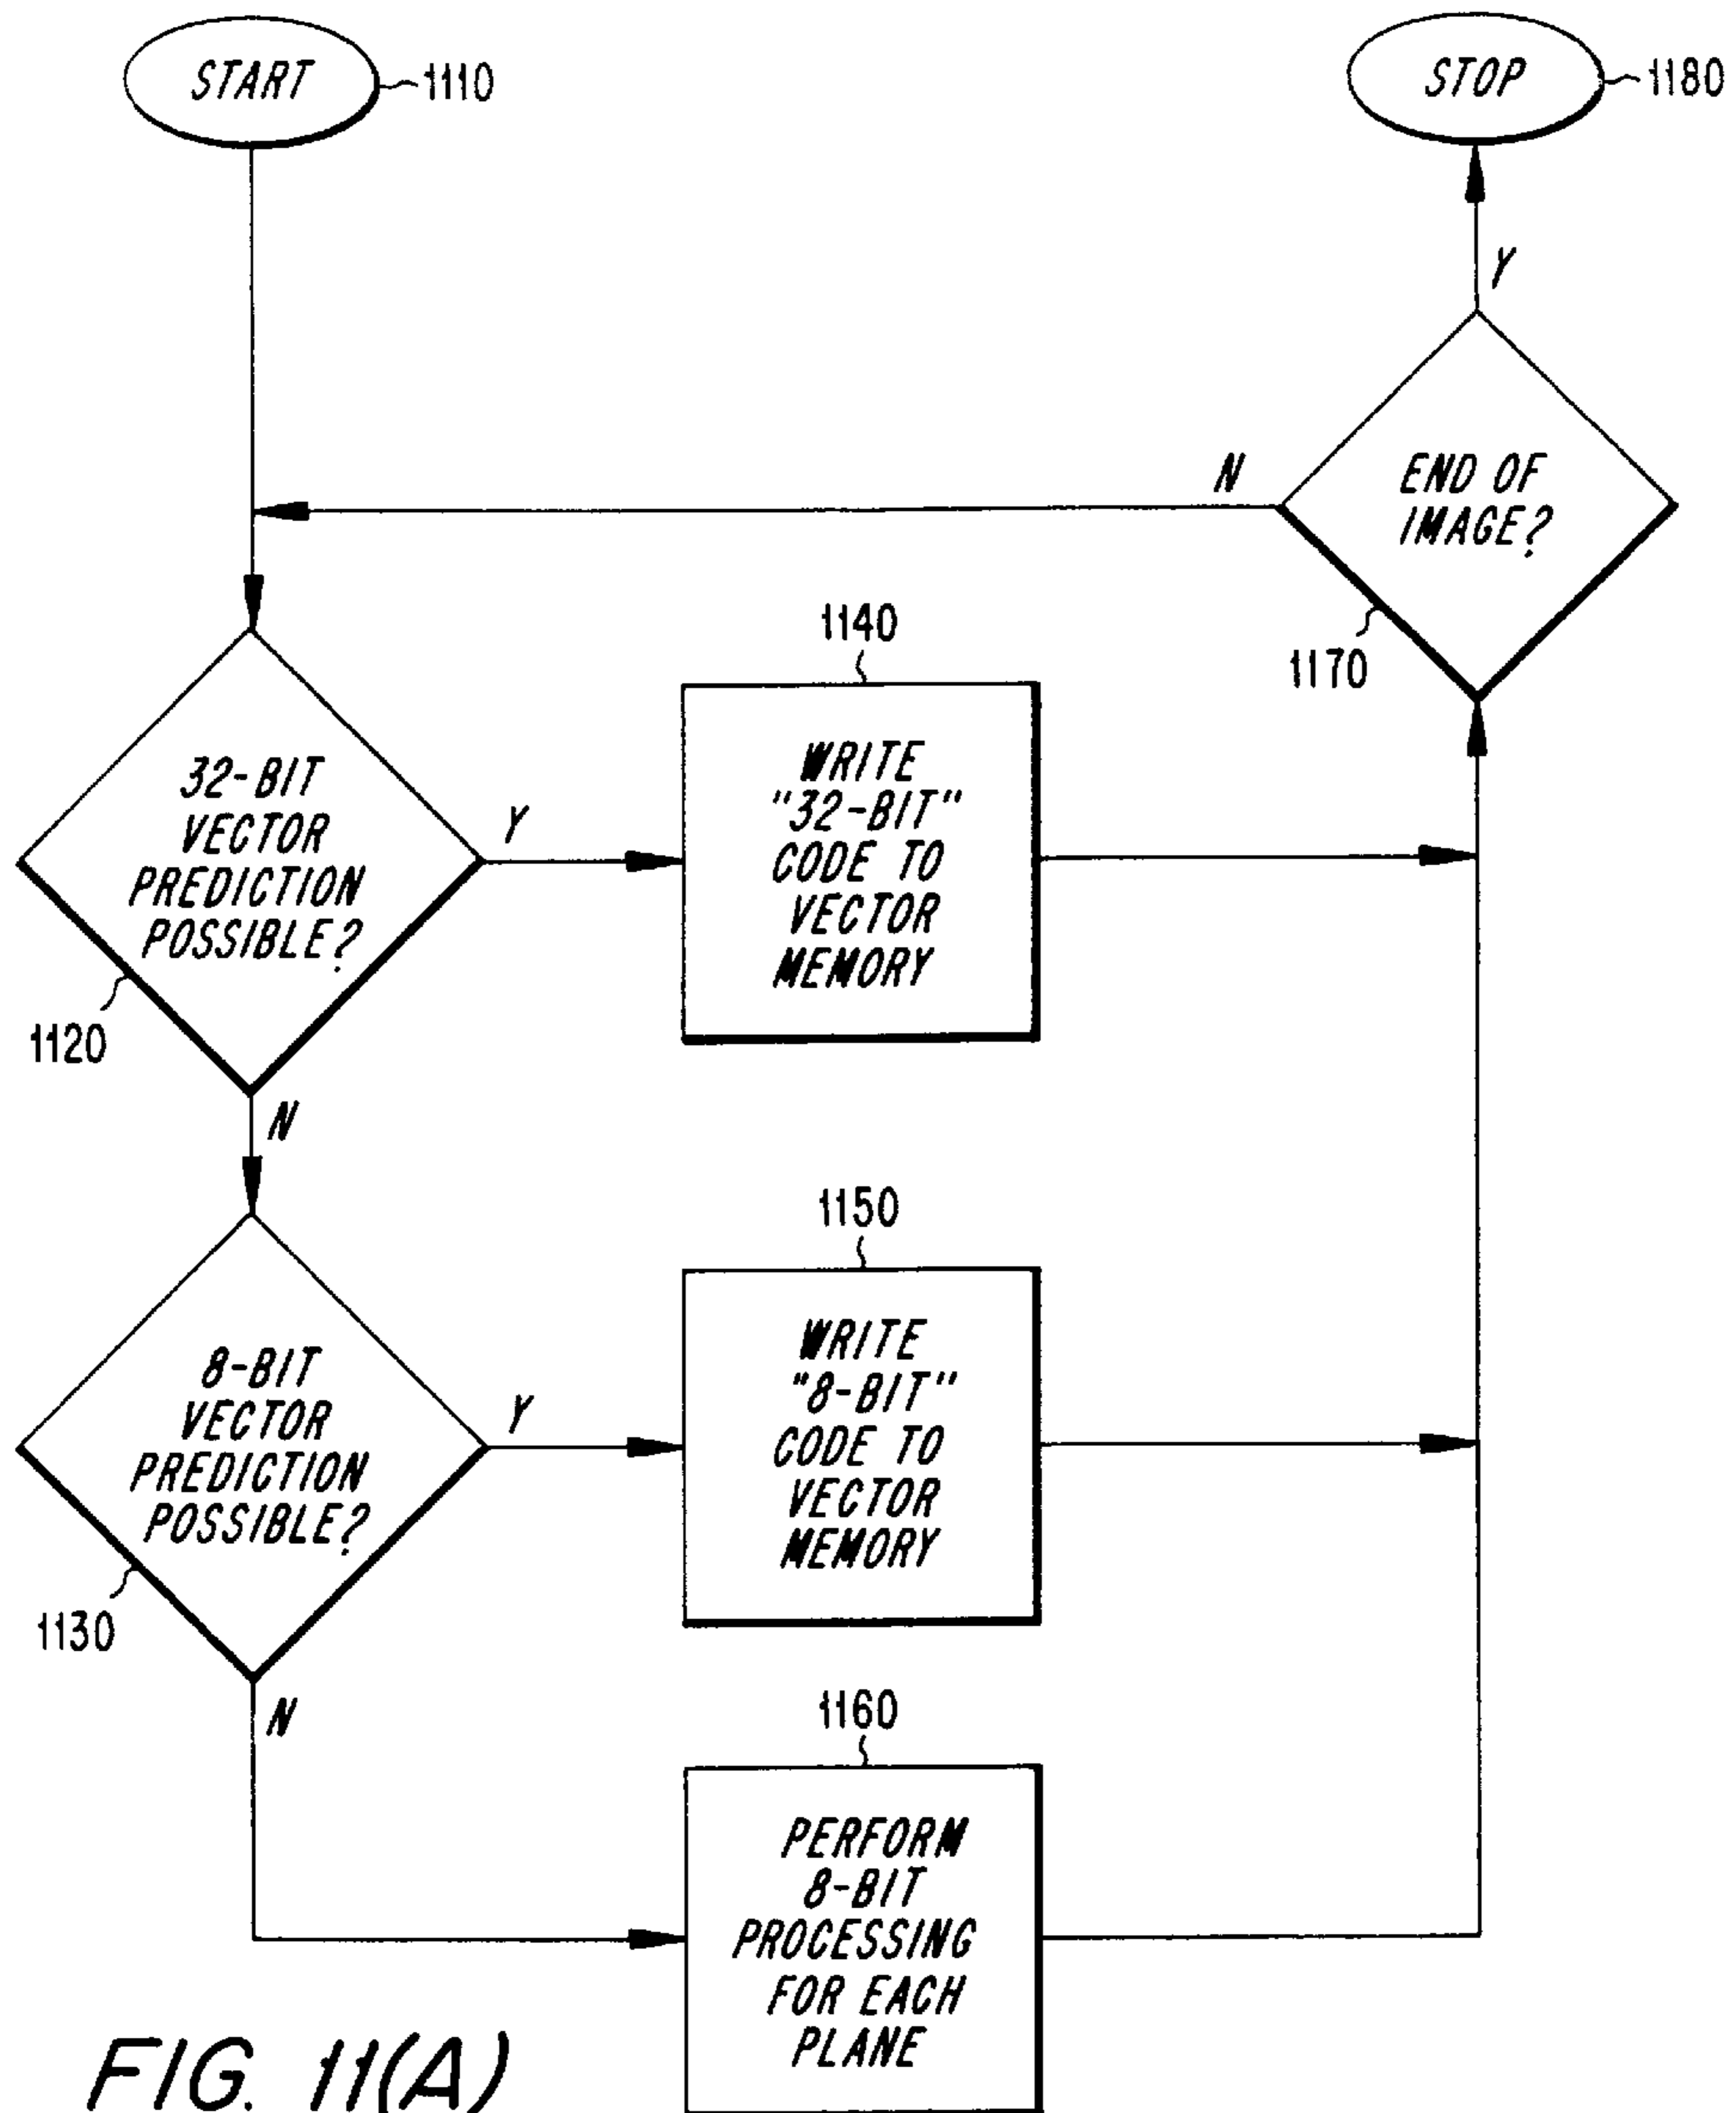 START
1110
STOP
1180
Y
N
END OF
IMAGE?
1170
1140
32-BIT
VECTOR
PREDICTION
POSSIBLE?
1120
Y
WRITE
"32-BIT"
CODE TO
VECTOR
MEMORY
N
1150
8-BIT
VECTOR
PREDICTION
POSSIBLE?
1130
Y
WRITE
"8-BIT"
CODE TO
VECTOR
MEMORY
N
1160
PERFORM
8-BIT
PROCESSING
FOR EACH
PLANE
FIG. 11(A)